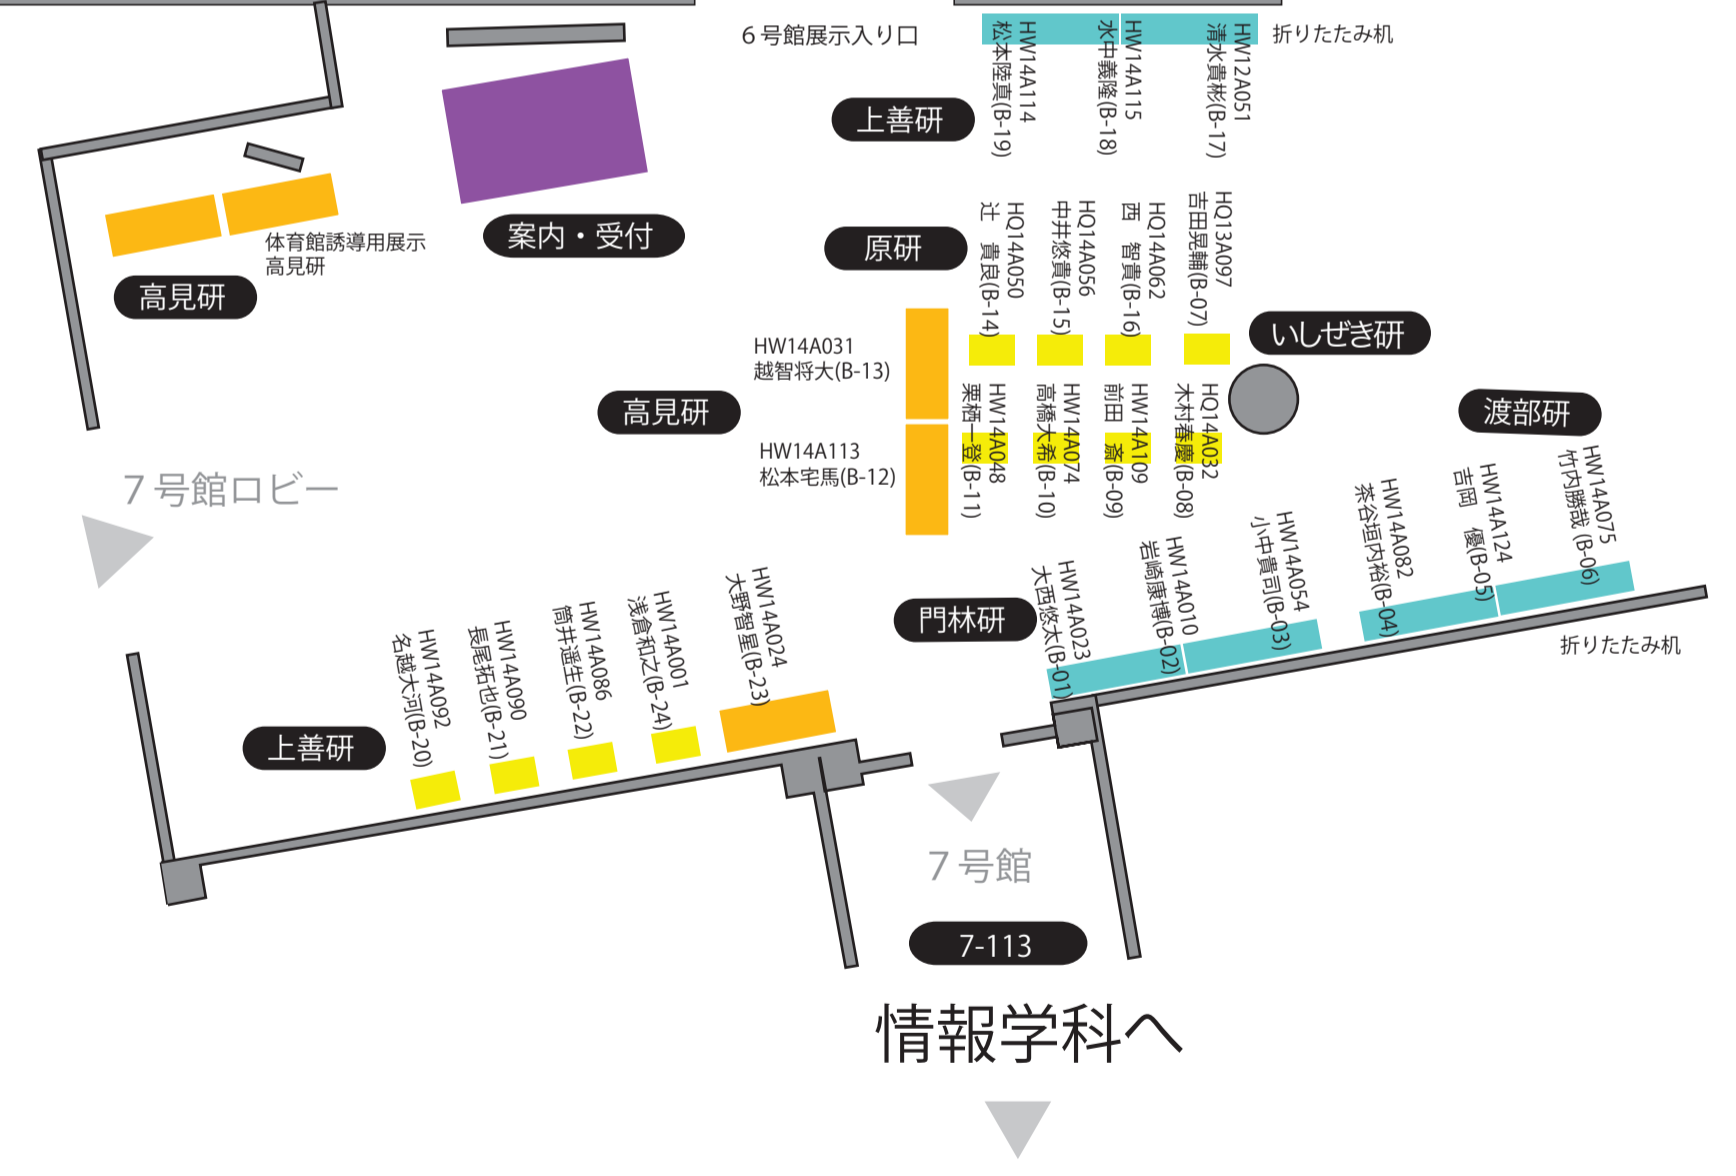 6号館展示入り口
折りたたみ机
HW14A114
松本陸真(B-19)
HW14A115
水中義隆(B-18)
HW12A051
清水貴彬(B-17)
上善研
案内・受付
体育館誘導用展示
高見研
高見研
原研
HQ14A050
辻　貴良(B-14)
HQ14A056
中井悠貴(B-15)
HQ14A062
西　智貴(B-16)
HQ13A097
吉田晃輔(B-07)
いしぜき研
HW14A031
越智将大(B-13)
高見研
HW14A113
松本宅馬(B-12)
HW14A048
栗栖一登(B-11)
HW14A074
高橋大希(B-10)
HW14A109
前田　斎(B-09)
HQ14A032
木村春慶(B-08)
渡部研
7号館ロビー
HW14A075
竹内勝哉 (B-06)
HW14A124
吉岡　優(B-05)
HW14A082
茶谷垣内裕(B-04)
HW14A054
小中貴司(B-03)
HW14A010
岩崎康博(B-02)
HW14A023
大西悠太(B-01)
門林研
折りたたみ机
HW14A024
大野智星(B-23)
HW14A001
浅倉和之(B-24)
HW14A086
筒井遥生(B-22)
HW14A090
長尾拓也(B-21)
HW14A092
名越大河(B-20)
上善研
7号館
7-113
情報学科へ